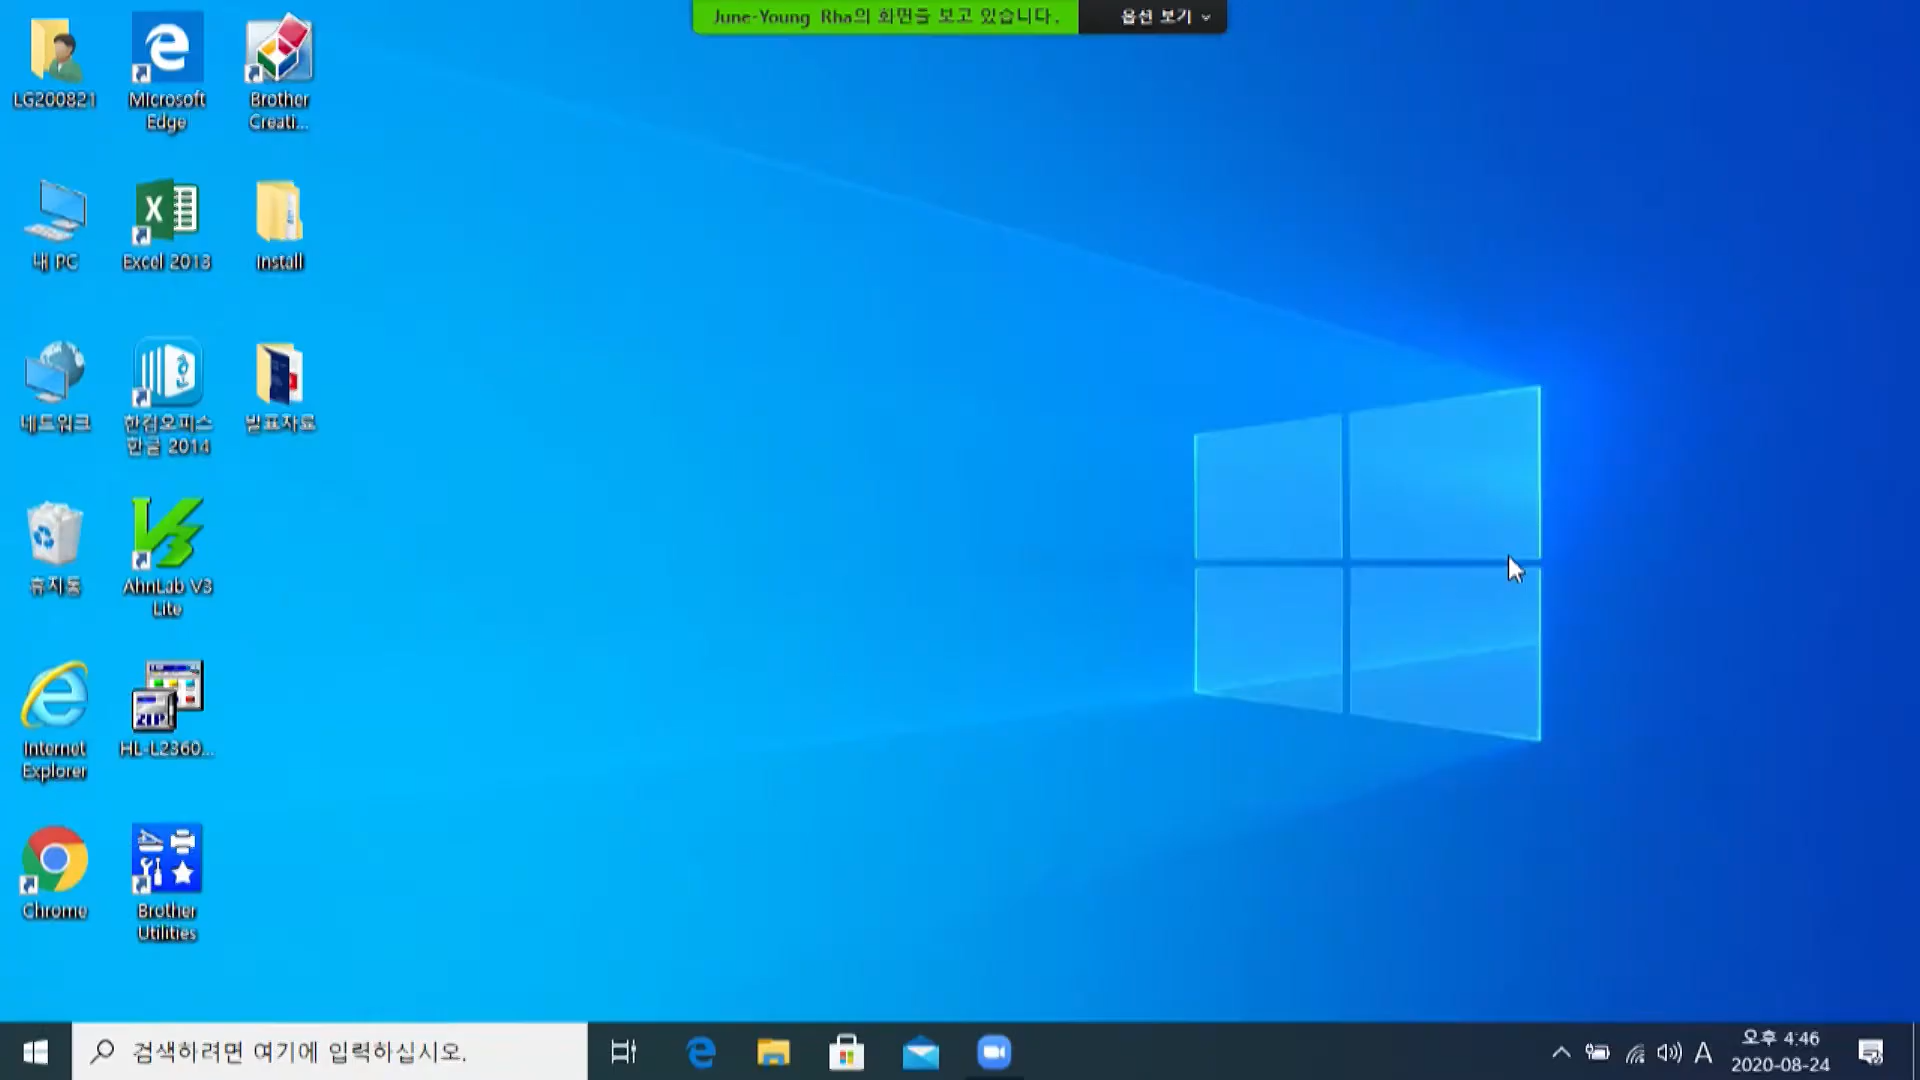 June-Young Rha의 화면을 보고 있습니다.
옵션 보기
LG200821
Microsoft
Edge
Brother
Creati...
내 PC
Excel 2013
Install
네트워크
한컴오피스
한글 2014
발표자료
휴지통
AhnLab V3
Lite
Internet
Explorer
ZIP
HL-L2360...
Chrome
Brother
Utilities
검색하려면 여기에 입력하십시오.
A
오후 4:46
2020-08-24